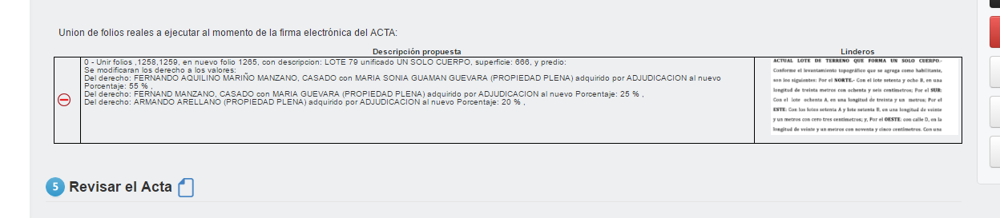 Union de folios reales a ejecutar al momento de la firma electrónica del ACTA:
Descripción propuesta
Linderos
0 - Unir folios ,1258,1259, en nuevo folio 1265, con descripcion: LOTE 79 unificado UN SOLO CUERPO, superficie: 666, y predio:
Se modificaran los derecho a los valores:
Del derecho: FERNANDO AQUILINO MARIÑO MANZANO, CASADO con MARIA SONIA GUAMAN GUEVARA (PROPIEDAD PLENA) adquirido por ADJUDICACION al nuevo
Porcentaje: 55 % ,
Del derecho: FERNAND MANZANO, CASADO con MARIA GUEVARA (PROPIEDAD PLENA) adquirido por ADJUDICACION al nuevo Porcentaje: 25 % ,
Del derecho: ARMANDO ARELLANO (PROPIEDAD PLENA) adquirido por ADJUDICACION al nuevo Porcentaje: 20 % ,
ACTUAL LOTE DE TERRENO QUE FORMA UN SOLO CUERPO.-
Conforme el levantamiento topográfico que se agrega como habilitante,
son los siguientes: Por el NORTE.- Con el lote setenta y ocho B, en una
longitud de treinta metros con ochenta y seis centímetros; Por el SUR:
Con el lote ochenta A, en una longitud de treinta y un metros; Por el
ESTE: Con los lotes setenta A y lote setenta B, en una longitud de veinte
y un metros con cero tres centímetros; y, Por el OESTE: con calle D, en la
longitud de veinte y un metros con noventa y cinco centímetros. Con una
5 Revisar el Acta